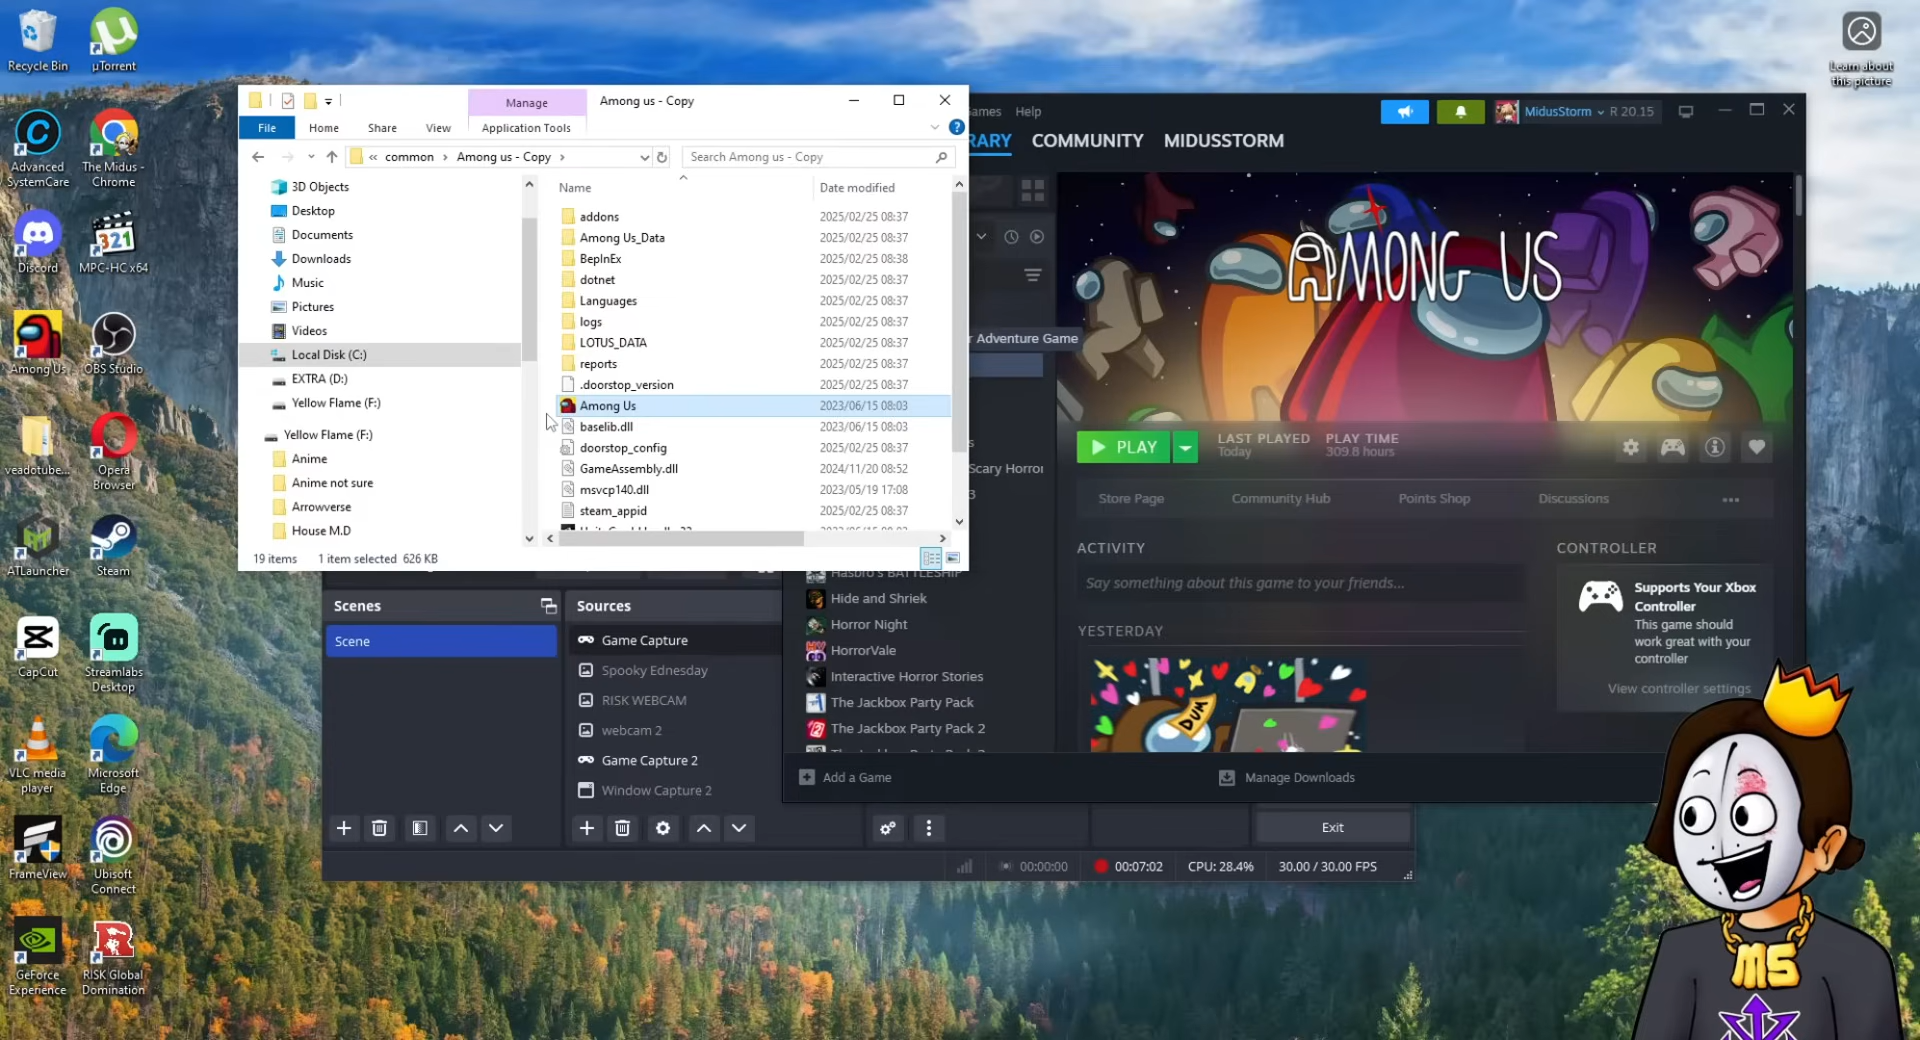 Recycle Bin
µTorrent
Advanced SystemCare
The Midus - Chrome
Discord
MPC-HC x64
Among Us
OBS Studio
veadotube...
Opera Browser
ATLauncher
Steam
CapCut
Streamlabs Desktop
VLC media player
Microsoft Edge
FrameView
Ubisoft Connect
GeForce Experience
RISK Global Domination
Learn about this picture
Manage
Among us - Copy
File
Home
Share
View
Application Tools
« common › Among us - Copy ›
Search Among us - Copy
3D Objects
Desktop
Documents
Downloads
Music
Pictures
Videos
Local Disk (C:)
EXTRA (D:)
Yellow Flame (F:)
Yellow Flame (F:)
Anime
Anime not sure
Arrowverse
House M.D
Name
Date modified
addons 2025/02/25 08:37
Among Us_Data 2025/02/25 08:37
BepInEx 2025/02/25 08:38
dotnet 2025/02/25 08:37
Languages 2025/02/25 08:37
logs 2025/02/25 08:37
LOTUS_DATA 2025/02/25 08:37
reports 2025/02/25 08:37
.doorstop_version 2025/02/25 08:37
Among Us 2023/06/15 08:03
baselib.dll 2023/06/15 08:03
doorstop_config 2025/02/25 08:37
GameAssembly.dll 2024/11/20 08:52
msvcp140.dll 2023/05/19 17:08
steam_appid 2025/02/25 08:37
19 items 1 item selected 626 KB
Help
MidusStorm
R 20.15
COMMUNITY
MIDUSSTORM
AMONG US
r Adventure Game
PLAY
LAST PLAYED
Today
PLAY TIME
309.8 hours
Store Page
Community Hub
Points Shop
Discussions
ACTIVITY
Say something about this game to your friends...
YESTERDAY
DUM
CONTROLLER
Supports Your Xbox
Controller
This game should
work great with your
controller
View controller settings
Scary Horror
3
Hasbro's BATTLESHIP
Hide and Shriek
Horror Night
HorrorVale
Interactive Horror Stories
The Jackbox Party Pack
The Jackbox Party Pack 2
Add a Game
Manage Downloads
Scenes
Scene
Sources
Game Capture
Spooky Ednesday
RISK WEBCAM
webcam 2
Game Capture 2
Window Capture 2
Exit
00:00:00
00:07:02
CPU: 28.4%
30.00 / 30.00 FPS
MS